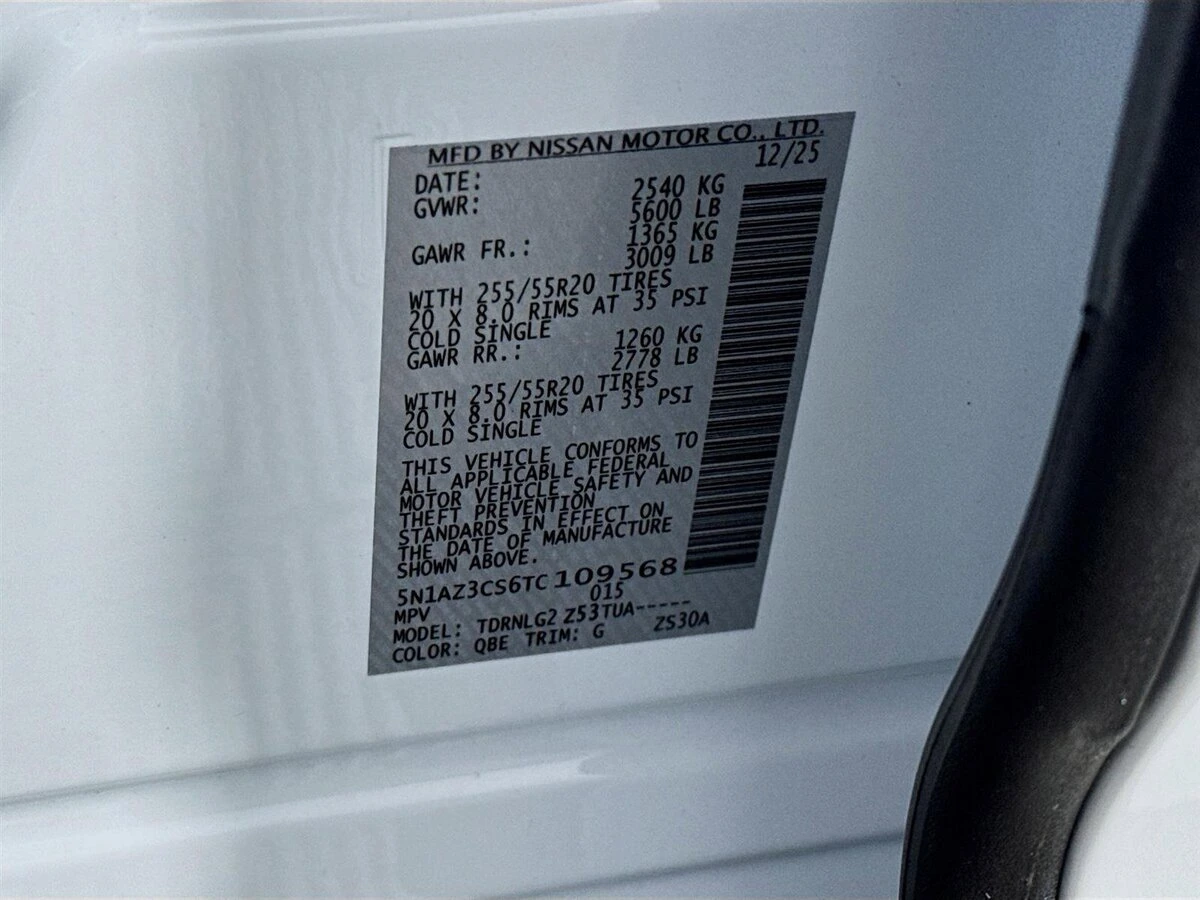 MFD BY NISSAN MOTOR CO., LTD.
DATE: 12/25
GVWR: 2540 KG
5600 LB
GAWR FR.: 1365 KG
3009 LB
WITH 255/55R20 TIRES
20 X 8.0 RIMS AT 35 PSI
COLD SINGLE
GAWR RR.: 1260 KG
2778 LB
WITH 255/55R20 TIRES
20 X 8.0 RIMS AT 35 PSI
COLD SINGLE
THIS VEHICLE CONFORMS TO
ALL APPLICABLE FEDERAL
MOTOR VEHICLE SAFETY AND
THEFT PREVENTION
STANDARDS IN EFFECT ON
THE DATE OF MANUFACTURE
SHOWN ABOVE.
5N1AZ3CS6TC109568
MPV 015
MODEL: TDRNLG2 Z53TUA-----
COLOR: QBE TRIM: G ZS30A